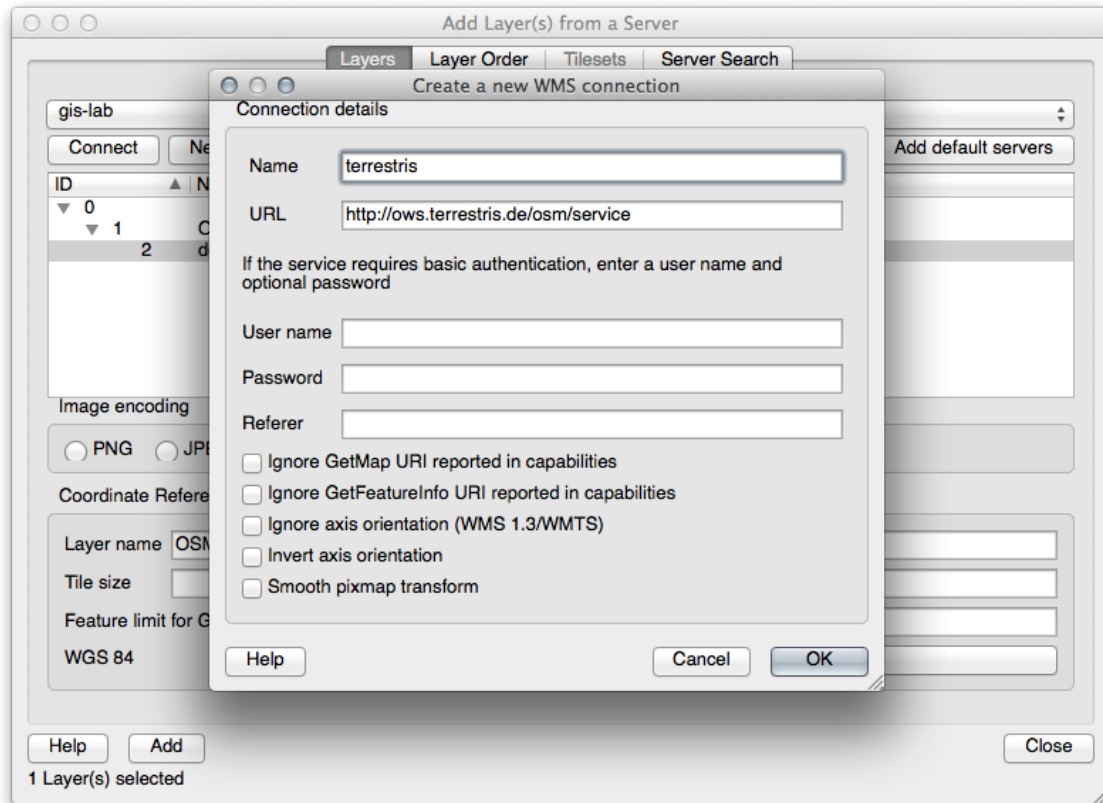 Add Layer(s) from a Server
Layers Layer Order Tilesets Server Search
Create a new WMS connection
gis-lab
Connection details
Connect
Add default servers
Name terrestris
ID
0
URL http://ows.terrestris.de/osm/service
1
2
If the service requires basic authentication, enter a user name and
optional password
User name
Password
Image encoding
Referer
PNG
Ignore GetMap URI reported in capabilities
Ignore GetFeatureInfo URI reported in capabilities
Ignore axis orientation (WMS 1.3/WMTS)
Invert axis orientation
Smooth pixmap transform
Coordinate
Layer name
Tile size
Feature limit for
WGS 84
Help Cancel OK
Help Add Close
1 Layer(s) selected